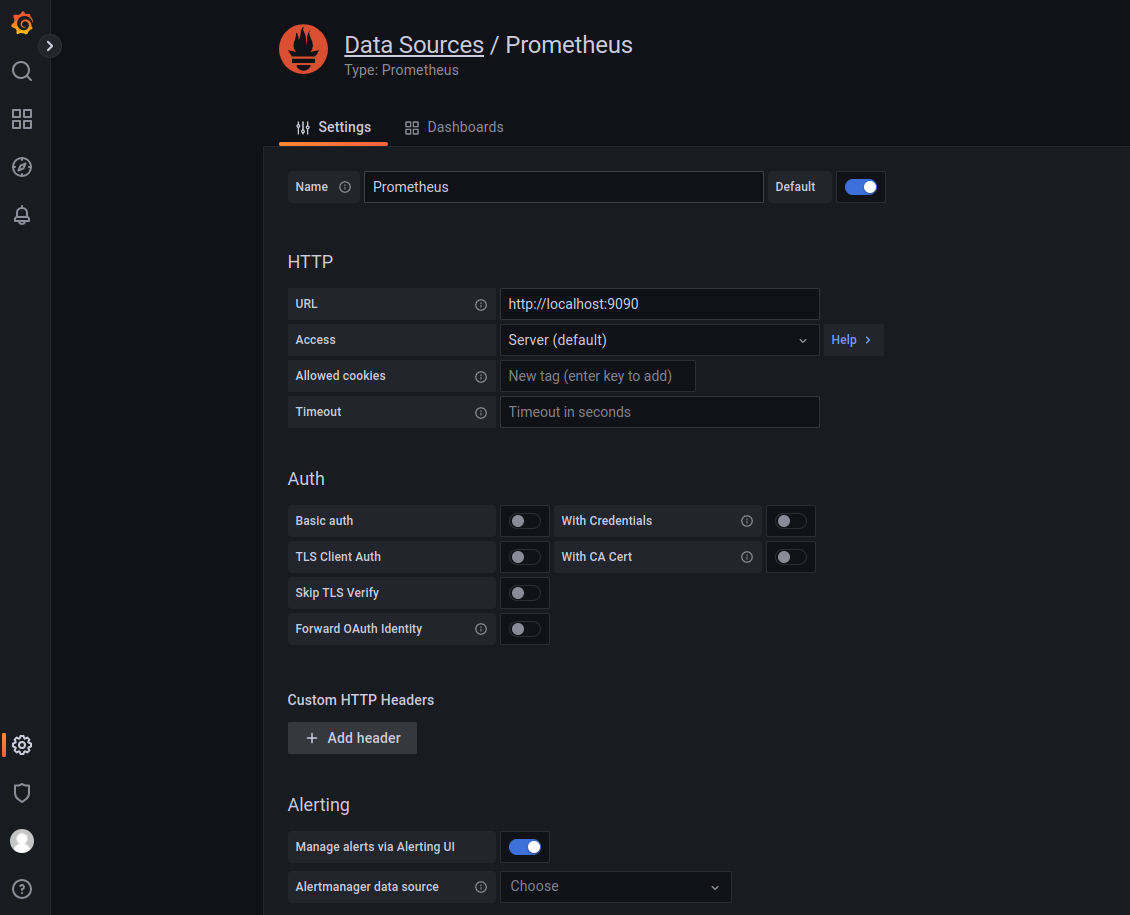 Data Sources / Prometheus
Type: Prometheus
Settings Dashboards
Name Prometheus Default
HTTP
URL http://localhost:9090
Access Server (default) Help
Allowed cookies New tag (enter key to add)
Timeout Timeout in seconds
Auth
Basic auth With Credentials
TLS Client Auth With CA Cert
Skip TLS Verify
Forward OAuth Identity
Custom HTTP Headers
Add header
Alerting
Manage alerts via Alerting UI
Alertmanager data source Choose